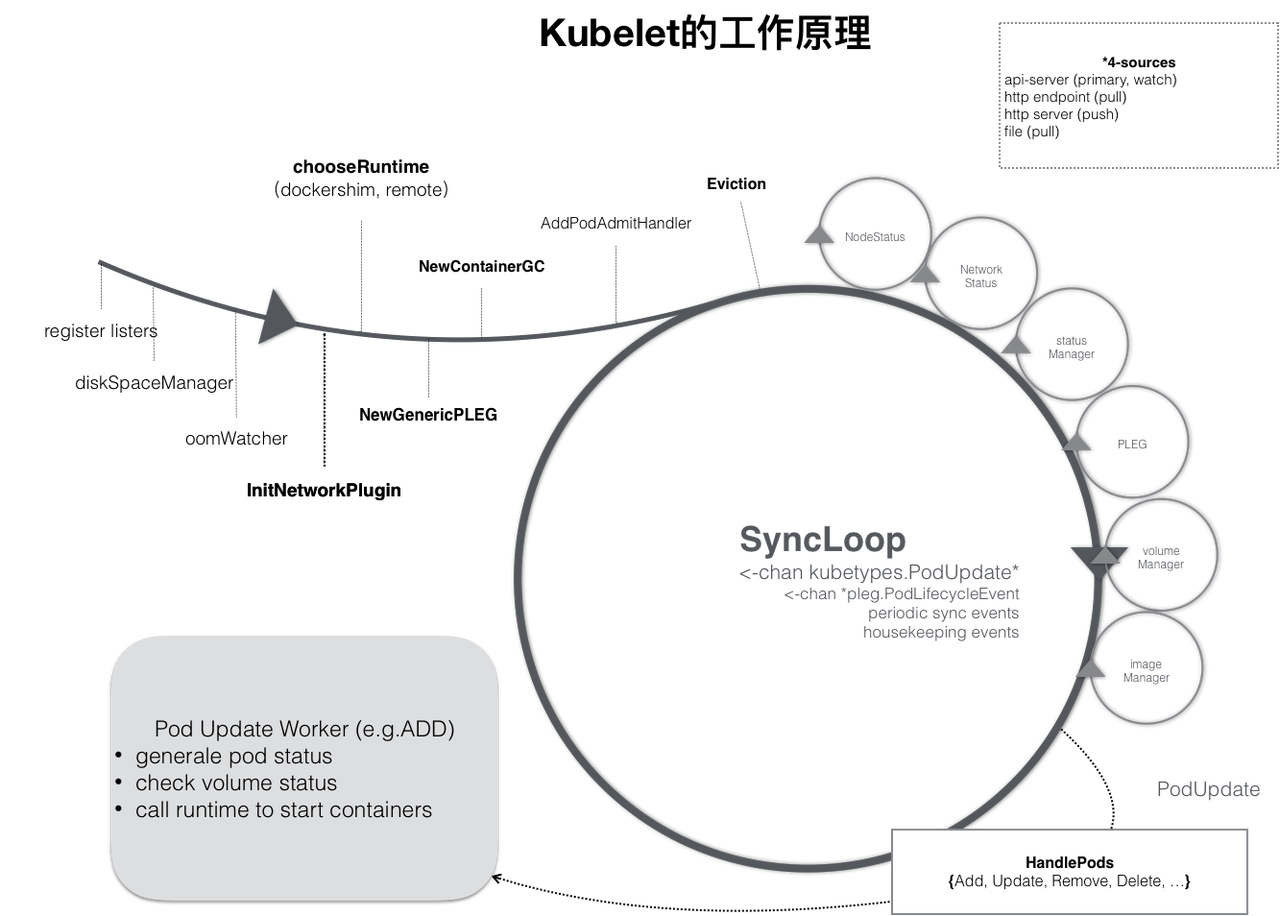 Kubelet的工作原理
*4-sources
api-server (primary, watch)
http endpoint (pull)
http server (push)
file (pull)
chooseRuntime
(dockershim, remote)
Eviction
AddPodAdmitHandler
NewContainerGC
register listers
diskSpaceManager
oomWatcher
NewGenericPLEG
InitNetworkPlugin
NodeStatus
Network
Status
status
Manager
PLEG
volume
Manager
image
Manager
SyncLoop
<-chan kubetypes.PodUpdate*
<-chan *pleg.PodLifecycleEvent
periodic sync events
housekeeping events
Pod Update Worker (e.g.ADD)
• generale pod status
• check volume status
• call runtime to start containers
PodUpdate
HandlePods
{Add, Update, Remove, Delete, …}